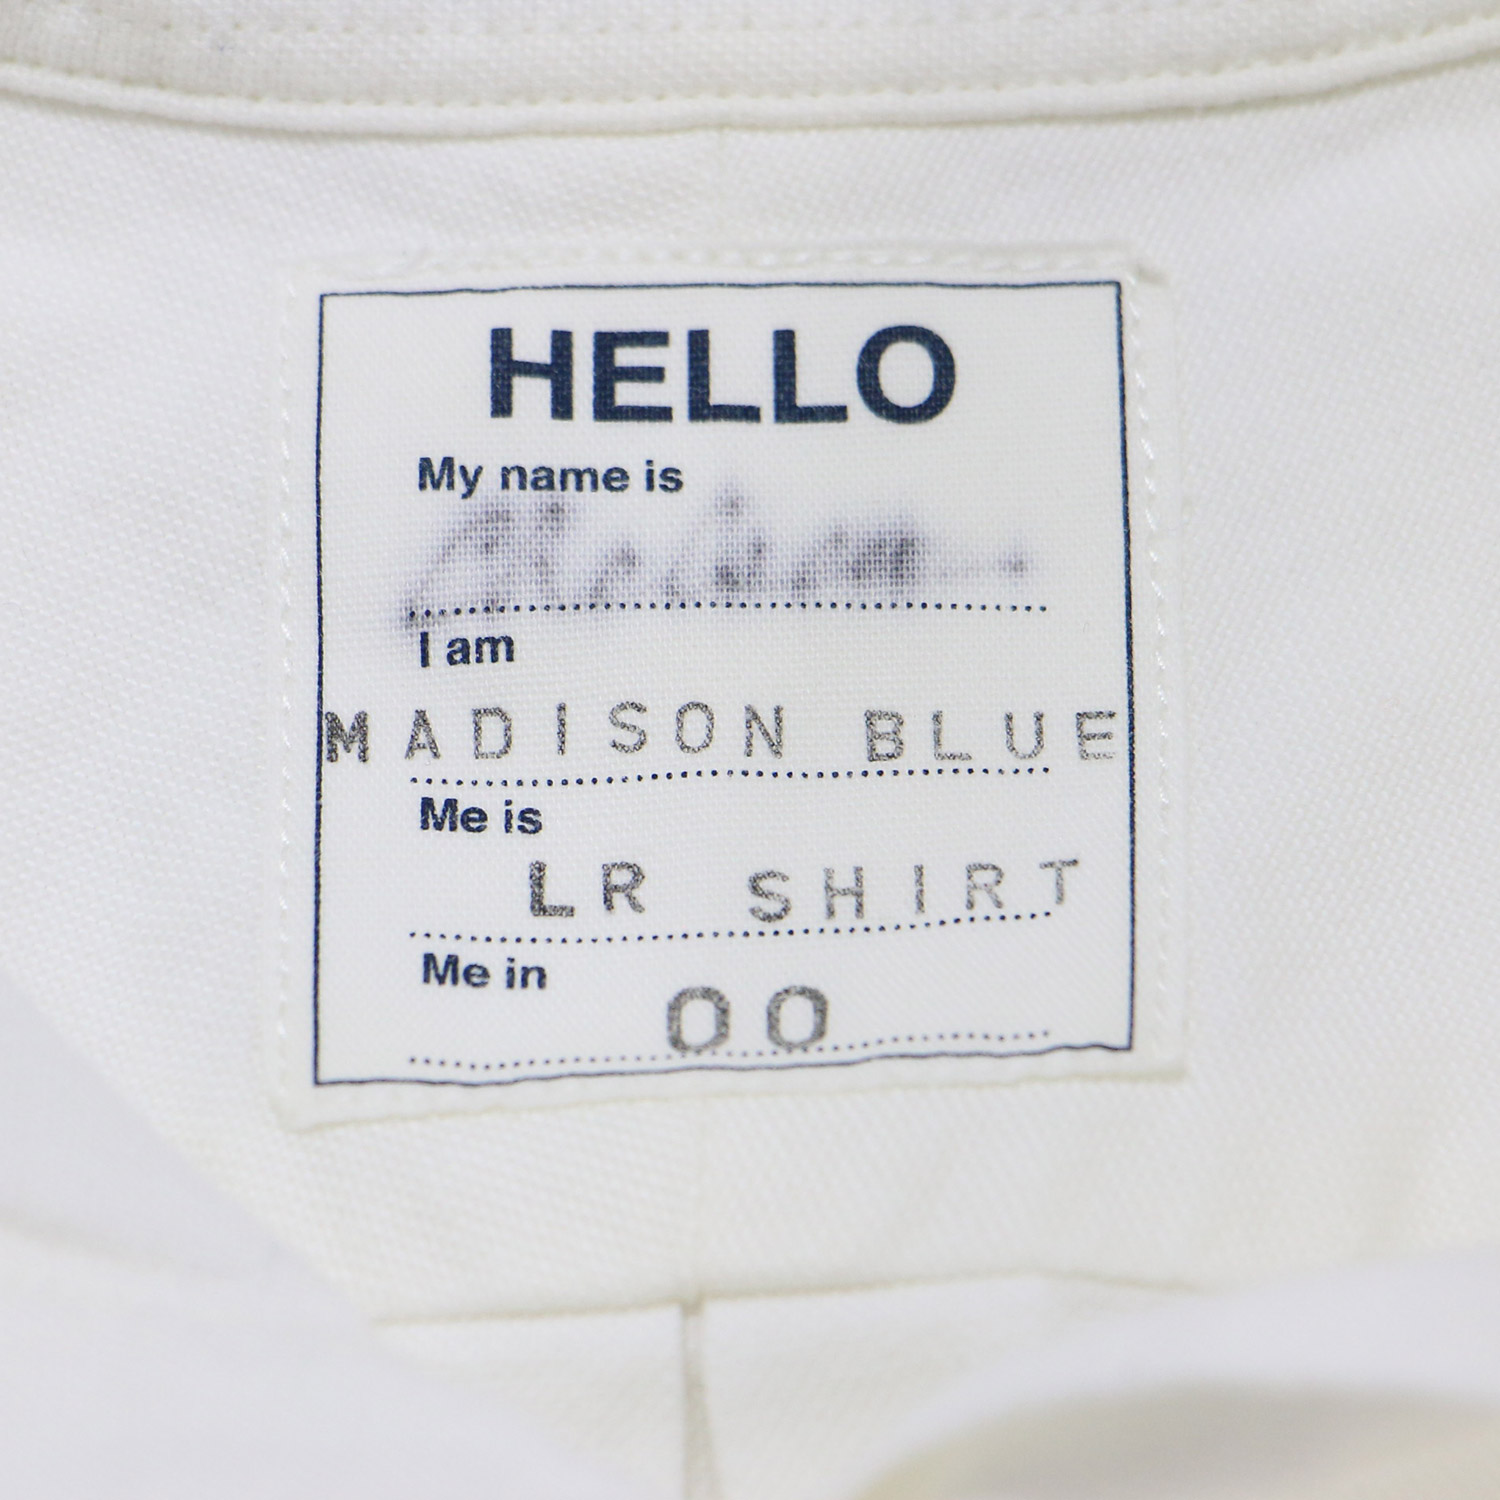 HELLO
My name is
I am
MADISON BLUE
Me is
LR SHIRT
Me in
00